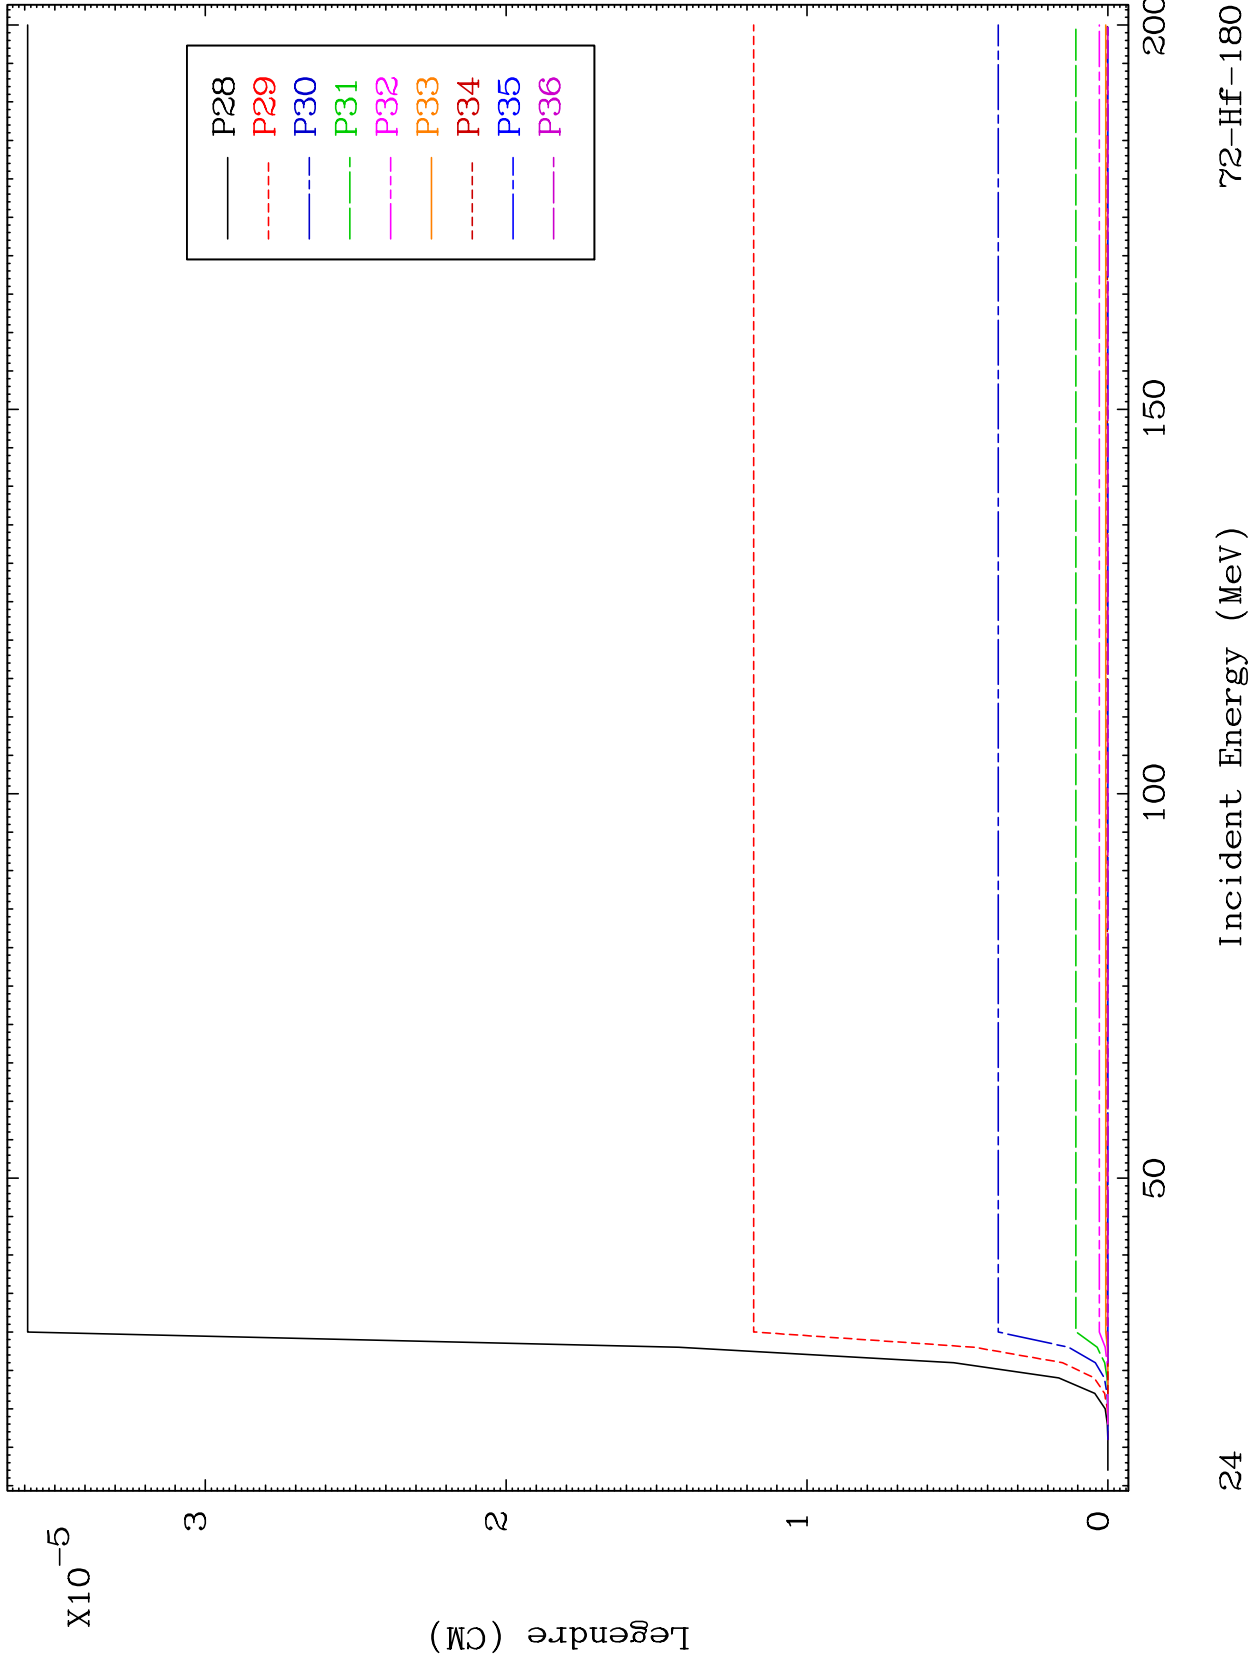 X10
-5
3
2
1
0
Legendre (CM)
P28
P29
P30
P31
P32
P33
P34
P35
P36
50
100
150
200
Incident Energy (MeV)
24
72-Hf-180